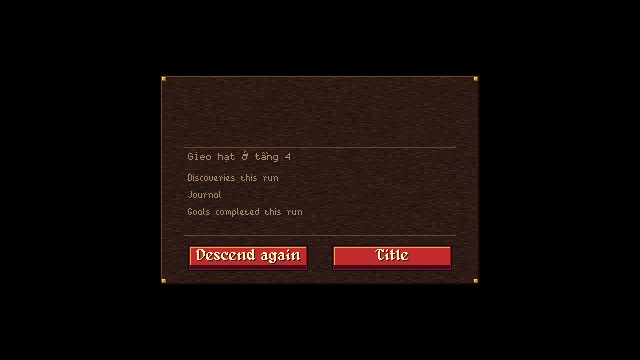 Gieo hạt ở tầng 4
Discoveries this run
Journal
Goals completed this run
Descend again
Title